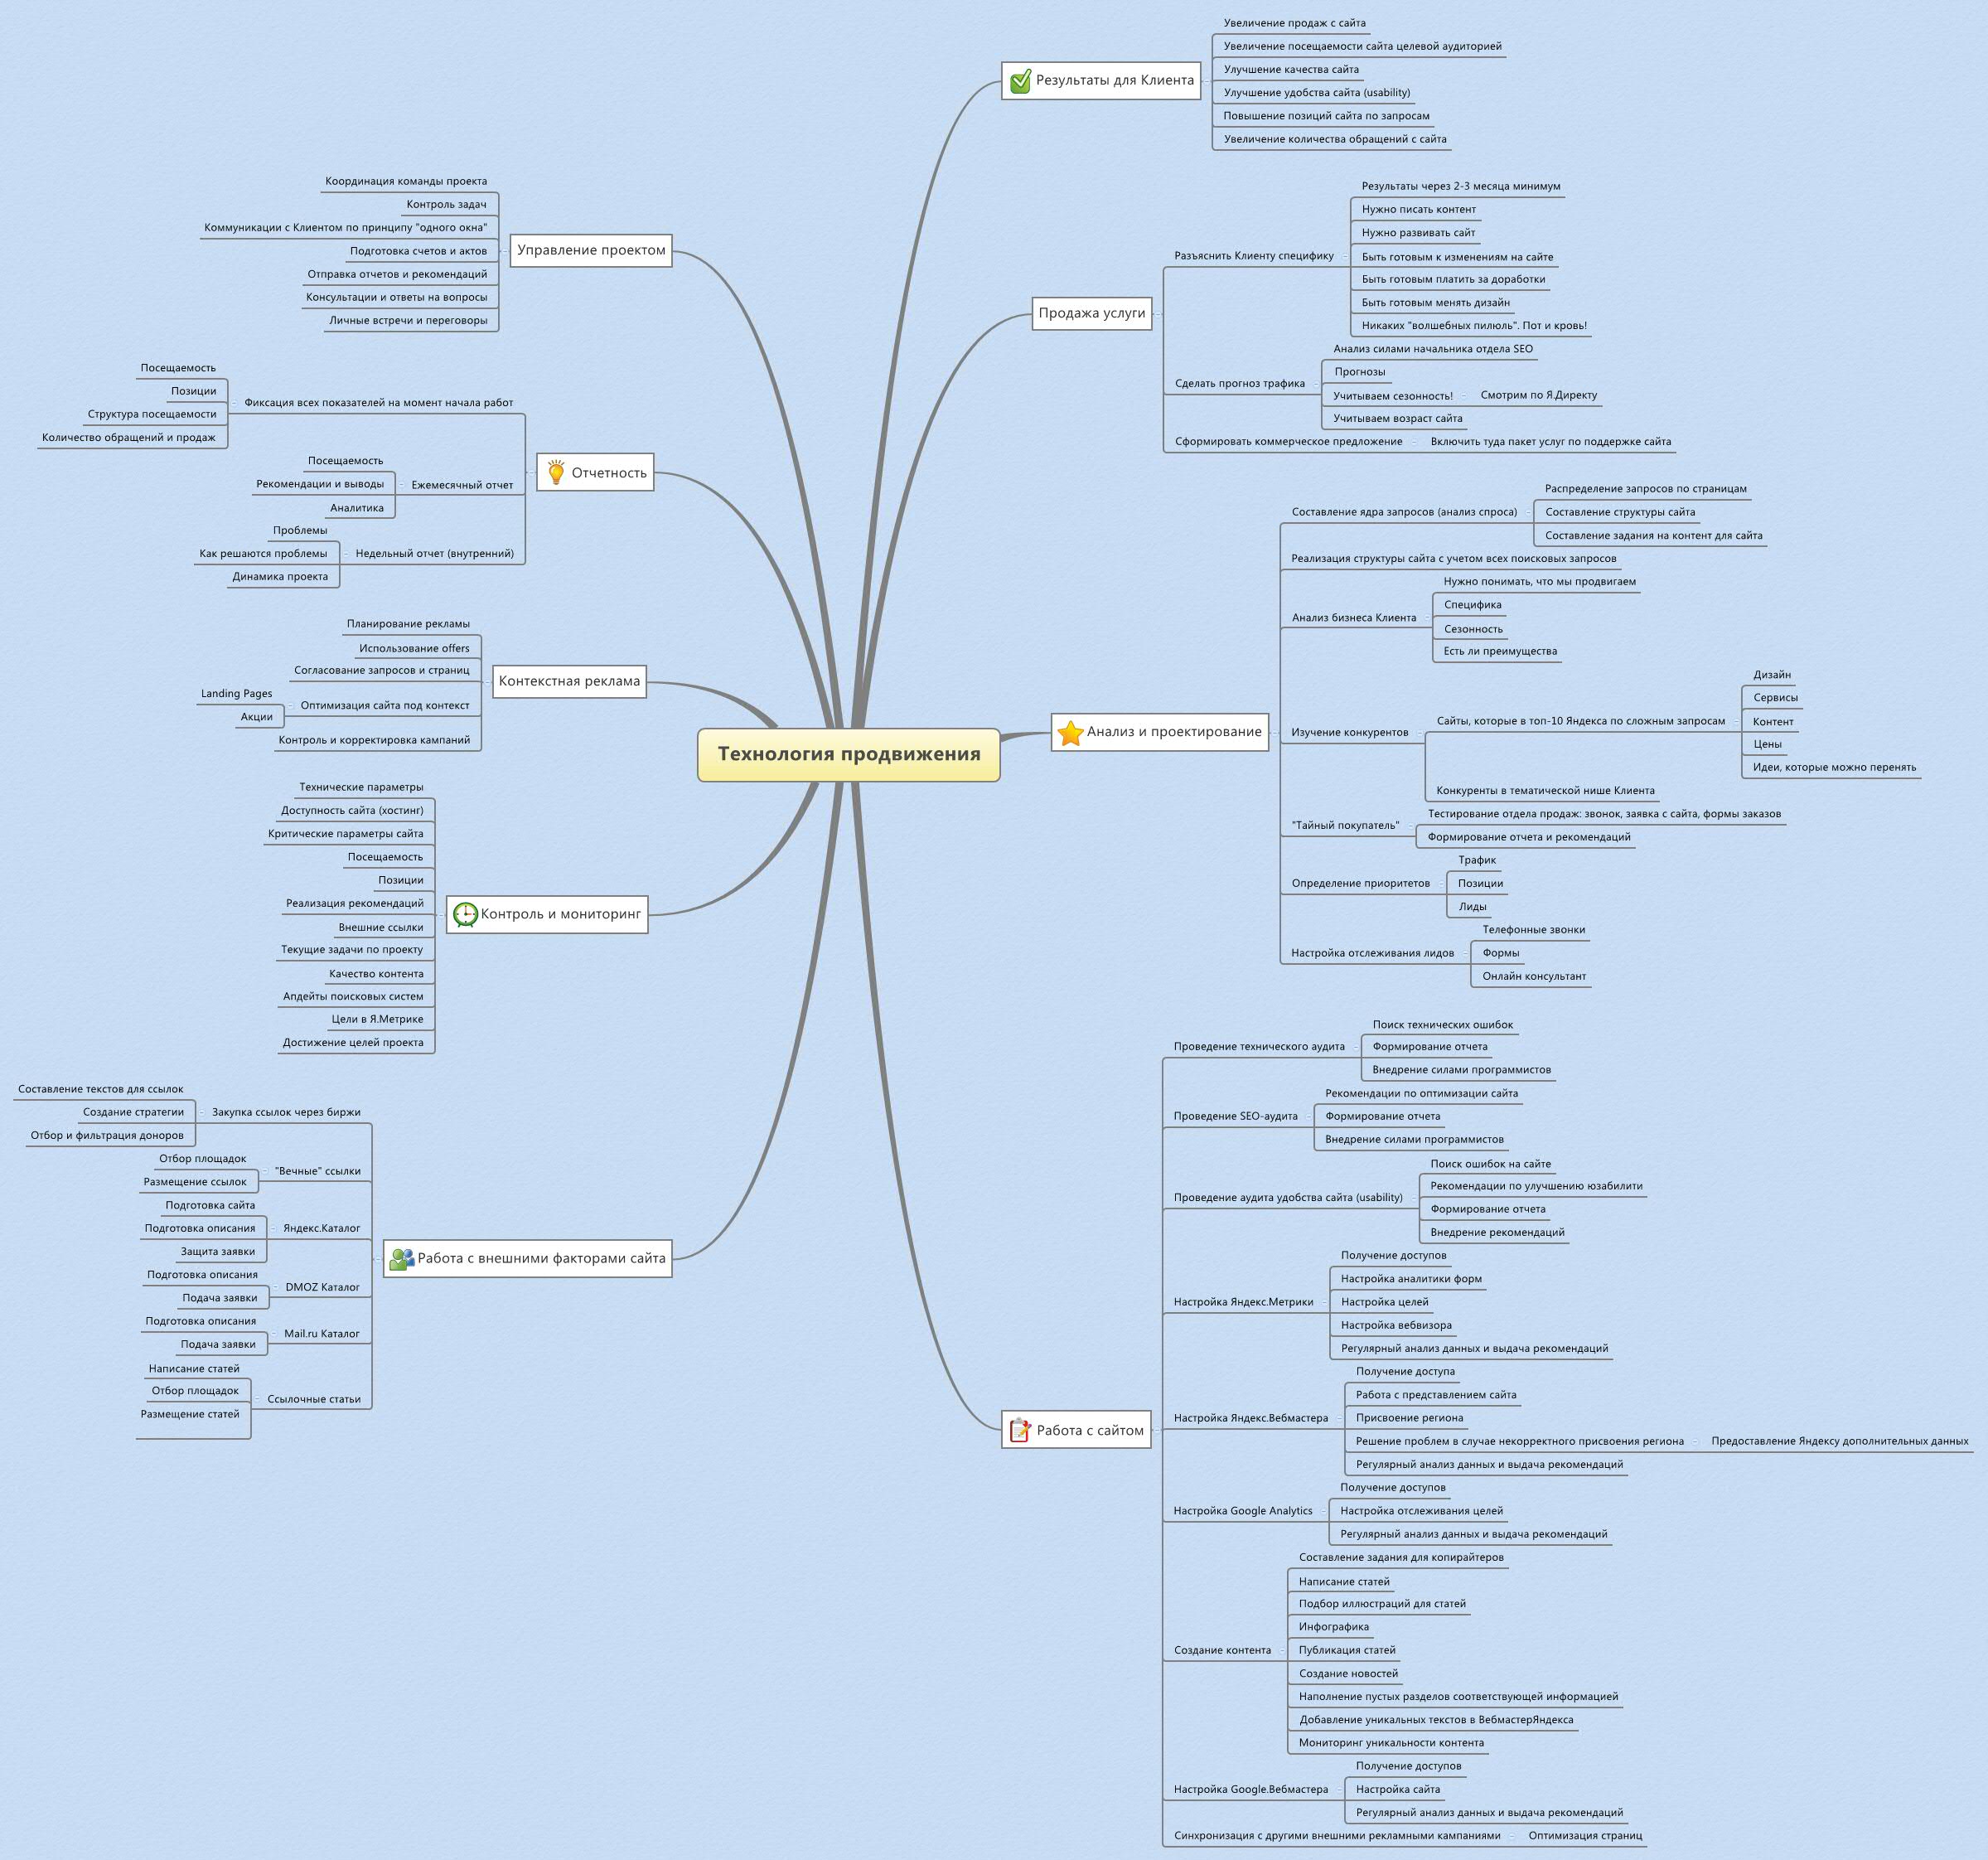 Технология продвижения
Результаты для Клиента
Увеличение продаж с сайта
Увеличение посещаемости сайта целевой аудиторией
Улучшение качества сайта
Улучшение удобства сайта (usability)
Повышение позиций сайта по запросам
Увеличение количества обращений с сайта
Продажа услуги
Разъяснить Клиенту специфику
Результаты через 2-3 месяца минимум
Нужно писать контент
Нужно развивать сайт
Быть готовым к изменениям на сайте
Быть готовым платить за доработки
Быть готовым менять дизайн
Никаких "волшебных пилюль". Пот и кровь!
Сделать прогноз трафика
Анализ силами начальника отдела SEO
Прогнозы
Учитываем сезонность!
Смотрим по Я.Директу
Учитываем возраст сайта
Сформировать коммерческое предложение
Включить туда пакет услуг по поддержке сайта
Анализ и проектирование
Составление ядра запросов (анализ спроса)
Распределение запросов по страницам
Составление структуры сайта
Составление задания на контент для сайта
Реализация структуры сайта с учетом всех поисковых запросов
Анализ бизнеса Клиента
Нужно понимать, что мы продвигаем
Специфика
Сезонность
Есть ли преимущества
Изучение конкурентов
Сайты, которые в топ-10 Яндекса по сложным запросам
Дизайн
Сервисы
Контент
Цены
Идеи, которые можно перенять
Конкуренты в тематической нише Клиента
"Тайный покупатель"
Тестирование отдела продаж: звонок, заявка с сайта, формы заказов
Формирование отчета и рекомендаций
Определение приоритетов
Трафик
Позиции
Лиды
Настройка отслеживания лидов
Телефонные звонки
Формы
Онлайн консультант
Работа с сайтом
Проведение технического аудита
Поиск технических ошибок
Формирование отчета
Внедрение силами программистов
Проведение SEO-аудита
Рекомендации по оптимизации сайта
Формирование отчета
Внедрение силами программистов
Проведение аудита удобства сайта (usability)
Поиск ошибок на сайте
Рекомендации по улучшению юзабилити
Формирование отчета
Внедрение рекомендаций
Настройка Яндекс.Метрики
Получение доступов
Настройка аналитики форм
Настройка целей
Настройка вебвизора
Регулярный анализ данных и выдача рекомендаций
Настройка Яндекс.Вебмастера
Получение доступа
Работа с представлением сайта
Присвоение региона
Решение проблем в случае некорректного присвоения региона
Предоставление Яндексу дополнительных данных
Регулярный анализ данных и выдача рекомендаций
Настройка Google Analytics
Получение доступов
Настройка отслеживания целей
Регулярный анализ данных и выдача рекомендаций
Создание контента
Составление задания для копирайтеров
Написание статей
Подбор иллюстраций для статей
Инфографика
Публикация статей
Создание новостей
Наполнение пустых разделов соответствующей информацией
Добавление уникальных текстов в ВебмастерЯндекса
Мониторинг уникальности контента
Настройка Google.Вебмастера
Получение доступов
Настройка сайта
Регулярный анализ данных и выдача рекомендаций
Синхронизация с другими внешними рекламными кампаниями
Оптимизация страниц
Управление проектом
Координация команды проекта
Контроль задач
Коммуникации с Клиентом по принципу "одного окна"
Подготовка счетов и актов
Отправка отчетов и рекомендаций
Консультации и ответы на вопросы
Личные встречи и переговоры
Отчетность
Фиксация всех показателей на момент начала работ
Посещаемость
Позиции
Структура посещаемости
Количество обращений и продаж
Ежемесячный отчет
Посещаемость
Рекомендации и выводы
Аналитика
Недельный отчет (внутренний)
Проблемы
Как решаются проблемы
Динамика проекта
Контекстная реклама
Планирование рекламы
Использование offers
Согласование запросов и страниц
Оптимизация сайта под контекст
Landing Pages
Акции
Контроль и корректировка кампаний
Контроль и мониторинг
Технические параметры
Доступность сайта (хостинг)
Критические параметры сайта
Посещаемость
Позиции
Реализация рекомендаций
Внешние ссылки
Текущие задачи по проекту
Качество контента
Апдейты поисковых систем
Цели в Я.Метрике
Достижение целей проекта
Работа с внешними факторами сайта
Закупка ссылок через биржи
Составление текстов для ссылок
Создание стратегии
Отбор и фильтрация доноров
"Вечные" ссылки
Отбор площадок
Размещение ссылок
Яндекс.Каталог
Подготовка сайта
Подготовка описания
Защита заявки
DMOZ Каталог
Подготовка описания
Подача заявки
Mail.ru Каталог
Подготовка описания
Подача заявки
Ссылочные статьи
Написание статей
Отбор площадок
Размещение статей